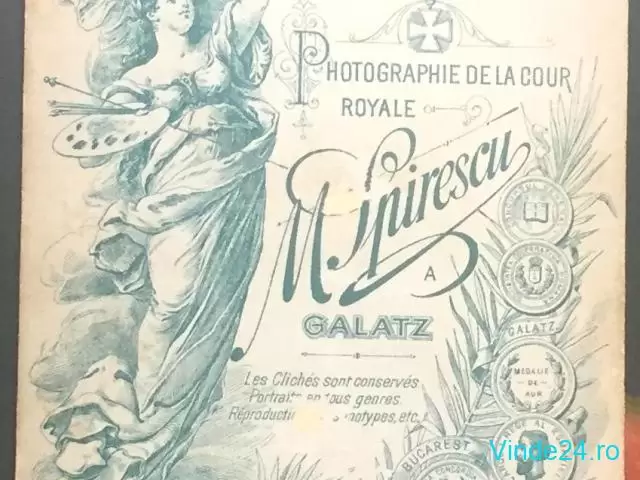 PHOTOGRAPHIE DE LA COUR
ROYALE
M Spirescu
A
GALATZ
Les Clichés sont conservés
Portraits en tous genres
GALATZ
MEDALIE
DE
AUR
BUCAREST
Vinde24.ro